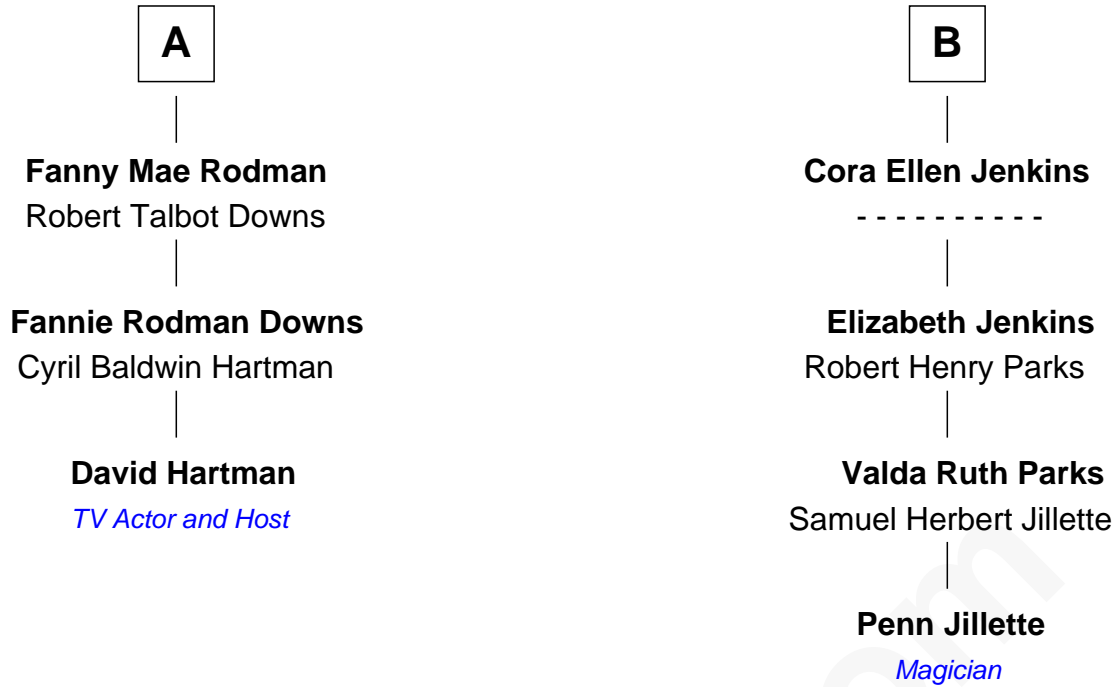 A
Fanny Mae Rodman
Robert Talbot Downs
Fannie Rodman Downs
Cyril Baldwin Hartman
David Hartman
TV Actor and Host
B
Cora Ellen Jenkins
- - - - - - - - - -
Elizabeth Jenkins
Robert Henry Parks
Valda Ruth Parks
Samuel Herbert Jillette
Penn Jillette
Magician